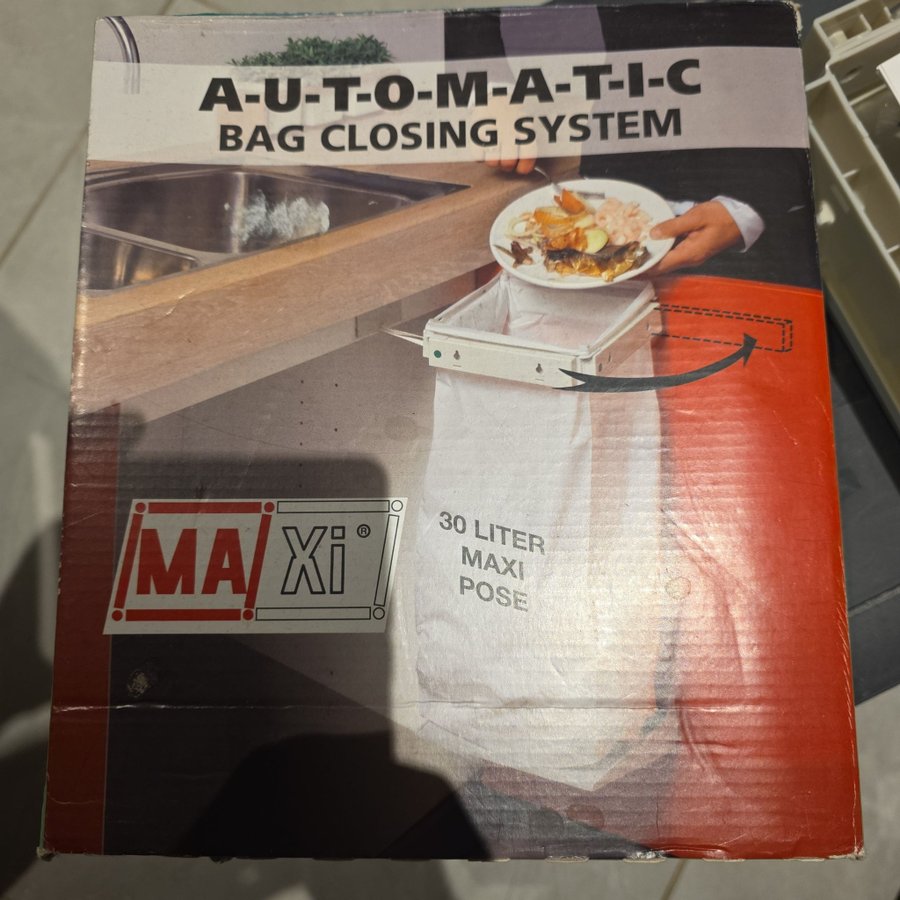 A-U-T-O-M-A-T-I-C
BAG CLOSING SYSTEM
MAXi®
30 LITER
MAXI
POSE